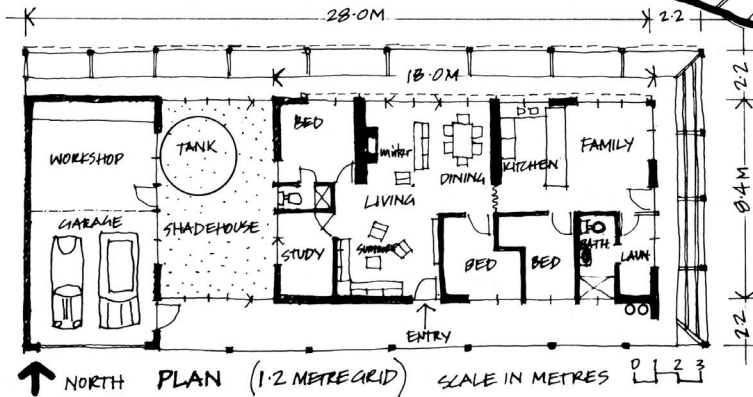 28.0M
2.2
18.0M
2.2
BED
WORKSHOP
TANK
winter
KITCHEN
FAMILY
DINING
LIVING
8.4M
GARAGE
SHADEHOUSE
STUDY
SUMMER
BATH
LAUN
BED
BED
2.2
ENTRY
NORTH PLAN (1.2 METRE GRID) SCALE IN METRES 0 1 2 3